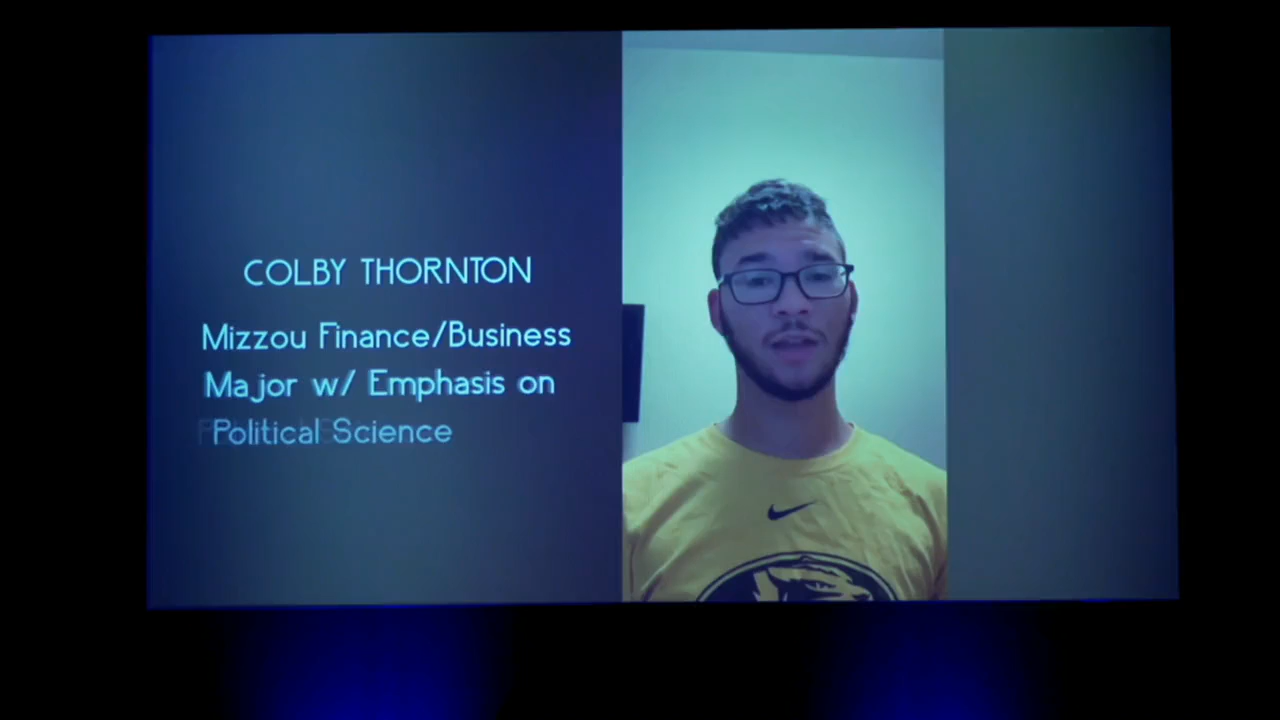 COLBY THORNTON
Mizzou Finance/Business
Major w/ Emphasis on
Political Science